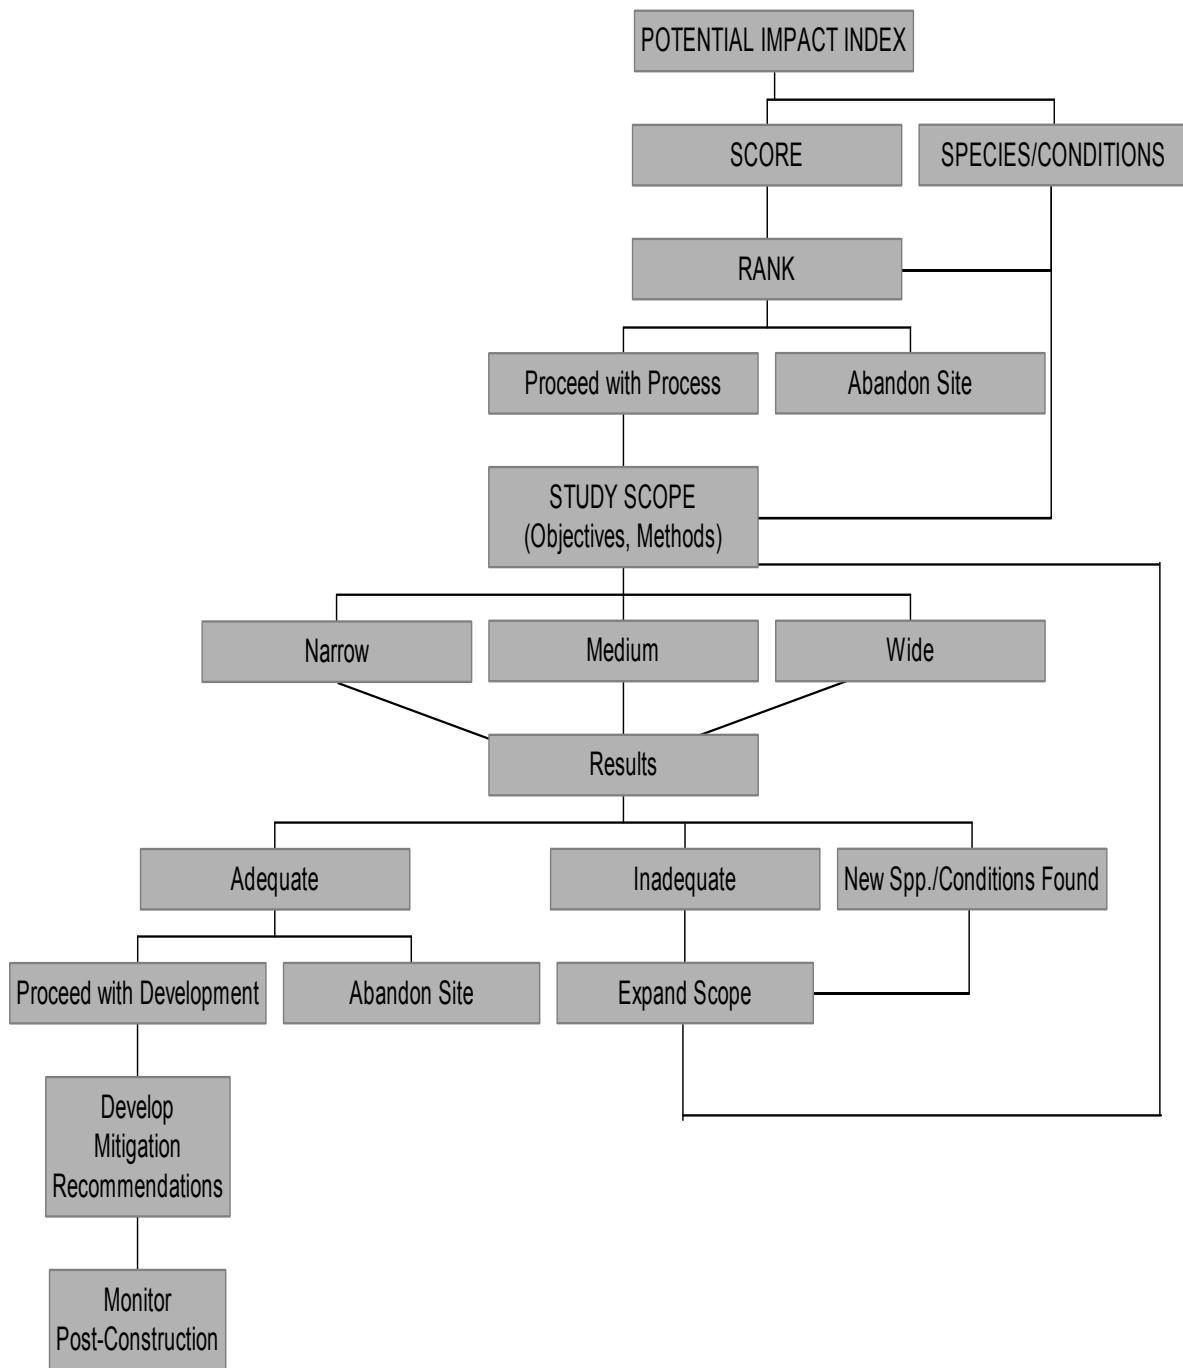 POTENTIAL IMPACT INDEX
SCORE
SPECIES/CONDITIONS
RANK
Proceed with Process
Abandon Site
STUDY SCOPE
(Objectives, Methods)
Narrow
Medium
Wide
Results
Adequate
Inadequate
New Spp./Conditions Found
Proceed with Development
Abandon Site
Expand Scope
Develop
Mitigation
Recommendations
Monitor
Post-Construction